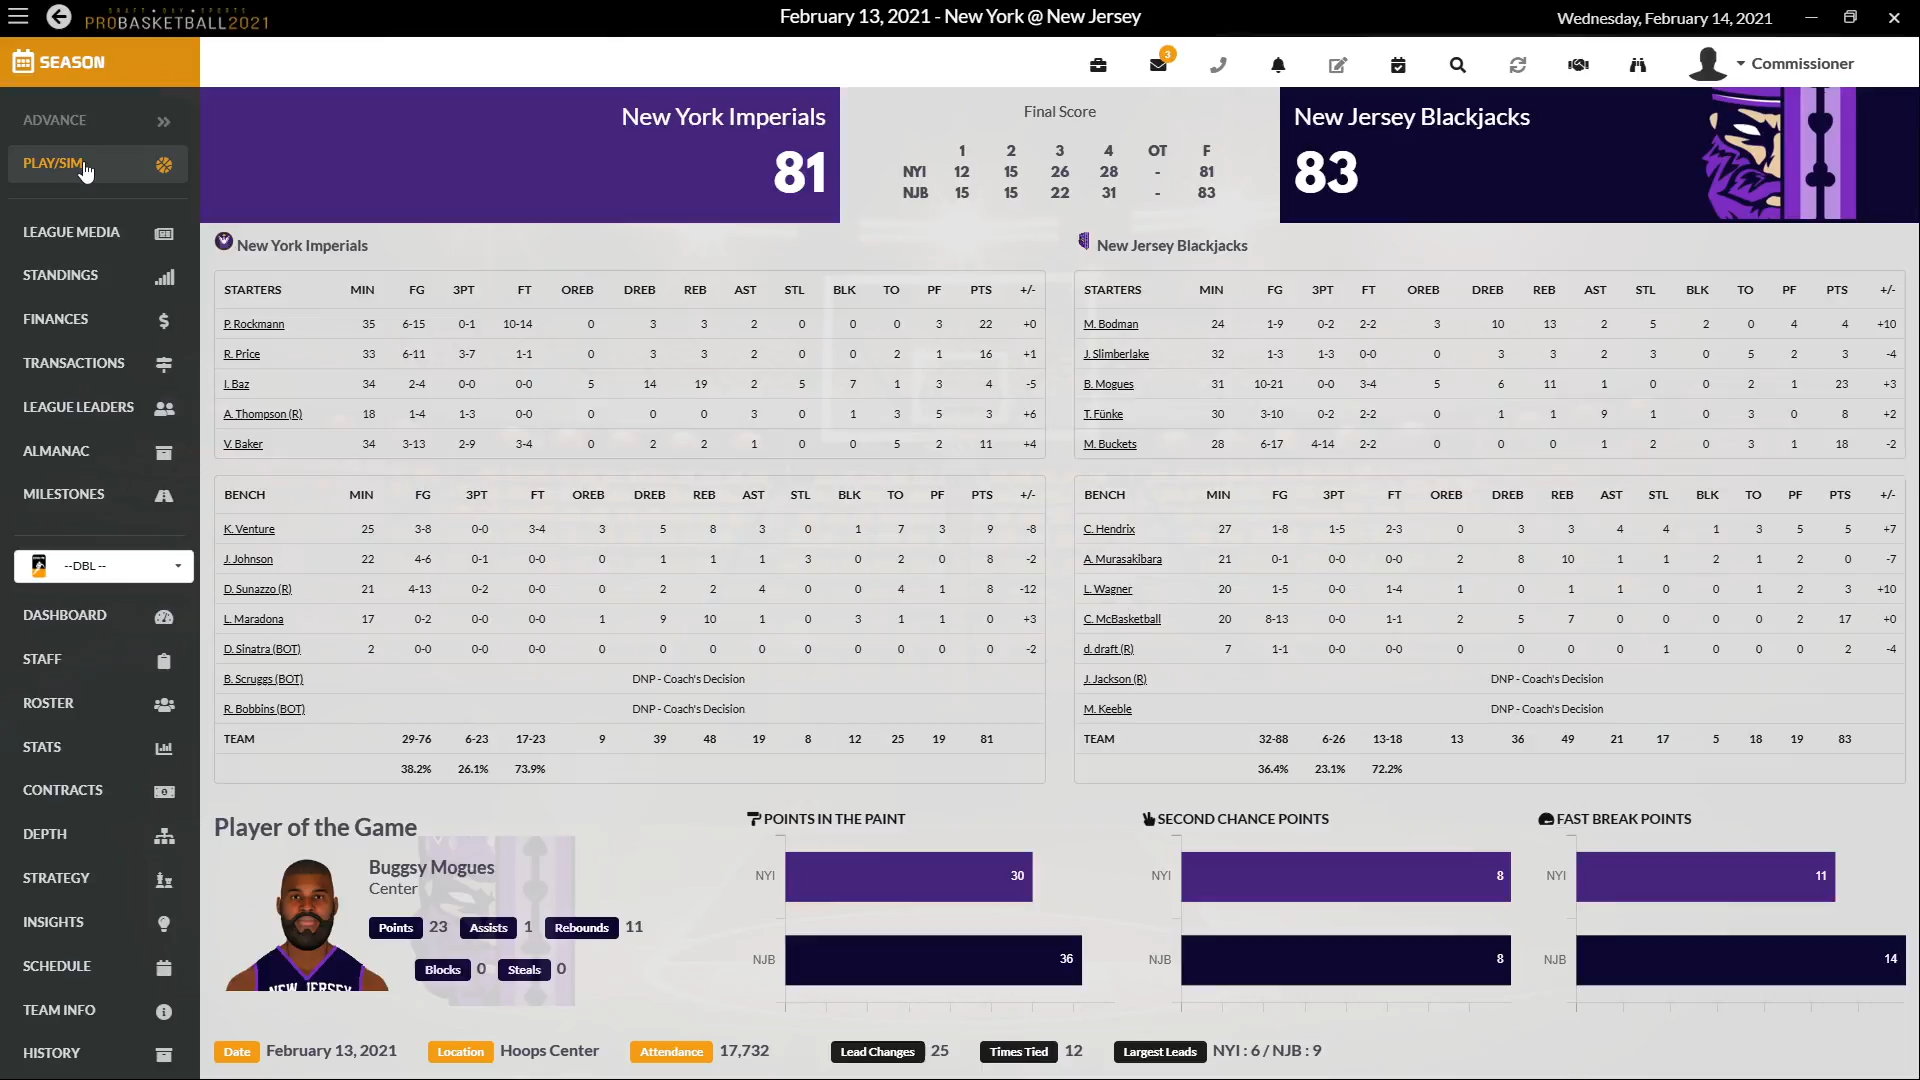 DRAFT • DAY • SPORTS
PROBASKETBALL2021
February 13, 2021 - New York @ New Jersey
Wednesday, February 14, 2021
SEASON
3
Commissioner
ADVANCE
PLAY/SIM
LEAGUE MEDIA
STANDINGS
FINANCES
TRANSACTIONS
LEAGUE LEADERS
ALMANAC
MILESTONES
--DBL --
DASHBOARD
STAFF
ROSTER
STATS
CONTRACTS
DEPTH
STRATEGY
INSIGHTS
SCHEDULE
TEAM INFO
HISTORY
New York Imperials
81
Final Score
1 2 3 4 OT F
NYI 12 15 26 28 - 81
NJB 15 15 22 31 - 83
New Jersey Blackjacks
83
New York Imperials
STARTERS MIN FG 3PT FT OREB DREB REB AST STL BLK TO PF PTS +/-
P. Rockmann 35 6-15 0-1 10-14 0 3 3 2 0 0 0 3 22 +0
R. Price 33 6-11 3-7 1-1 0 3 3 2 0 0 2 1 16 +1
I. Baz 34 2-4 0-0 0-0 5 14 19 2 5 7 1 3 4 -5
A. Thompson (R) 18 1-4 1-3 0-0 0 0 0 3 0 1 3 5 3 +6
V. Baker 34 3-13 2-9 3-4 0 2 2 1 0 0 5 2 11 +4
BENCH MIN FG 3PT FT OREB DREB REB AST STL BLK TO PF PTS +/-
K. Venture 25 3-8 0-0 3-4 3 5 8 3 0 1 7 3 9 -8
J. Johnson 22 4-6 0-1 0-0 0 1 1 1 3 0 2 0 8 -2
D. Sunazzo (R) 21 4-13 0-2 0-0 0 2 2 4 0 0 4 1 8 -12
L. Maradona 17 0-2 0-0 0-0 1 9 10 1 0 3 1 1 0 +3
D. Sinatra (BOT) 2 0-0 0-0 0-0 0 0 0 0 0 0 0 0 0 -2
B. Scruggs (BOT) DNP - Coach's Decision
R. Bobbins (BOT) DNP - Coach's Decision
TEAM 29-76 6-23 17-23 9 39 48 19 8 12 25 19 81
38.2% 26.1% 73.9%
New Jersey Blackjacks
STARTERS MIN FG 3PT FT OREB DREB REB AST STL BLK TO PF PTS +/-
M. Bodman 24 1-9 0-2 2-2 3 10 13 2 5 2 0 4 4 +10
J. Slimberlake 32 1-3 1-3 0-0 0 3 3 2 3 0 5 2 3 -4
B. Mogues 31 10-21 0-0 3-4 5 6 11 1 0 0 2 1 23 +3
T. Fünke 30 3-10 0-2 2-2 0 1 1 9 1 0 3 0 8 +2
M. Buckets 28 6-17 4-14 2-2 0 0 0 1 2 0 3 1 18 -2
BENCH MIN FG 3PT FT OREB DREB REB AST STL BLK TO PF PTS +/-
C. Hendrix 27 1-8 1-5 2-3 0 3 3 4 4 1 3 5 5 +7
A. Murasakibara 21 0-1 0-0 0-0 2 8 10 1 1 2 1 2 0 -7
L. Wagner 20 1-5 0-0 1-4 1 0 1 1 0 0 1 2 3 +10
C. McBasketball 20 8-13 0-0 1-1 2 5 7 0 0 0 0 2 17 +0
d. draft (R) 7 1-1 0-0 0-0 0 0 0 0 1 0 0 0 2 -4
J. Jackson (R) DNP - Coach's Decision
M. Keeble DNP - Coach's Decision
TEAM 32-88 6-26 13-18 13 36 49 21 17 5 18 19 83
36.4% 23.1% 72.2%
Player of the Game
Buggsy Mogues
Center
Points 23 Assists 1 Rebounds 11
Blocks 0 Steals 0
NEW JERSEY
POINTS IN THE PAINT
NYI 30
NJB 36
SECOND CHANCE POINTS
NYI 8
NJB 8
FAST BREAK POINTS
NYI 11
NJB 14
Date February 13, 2021 Location Hoops Center Attendance 17,732 Lead Changes 25 Times Tied 12 Largest Leads NYI : 6 / NJB : 9